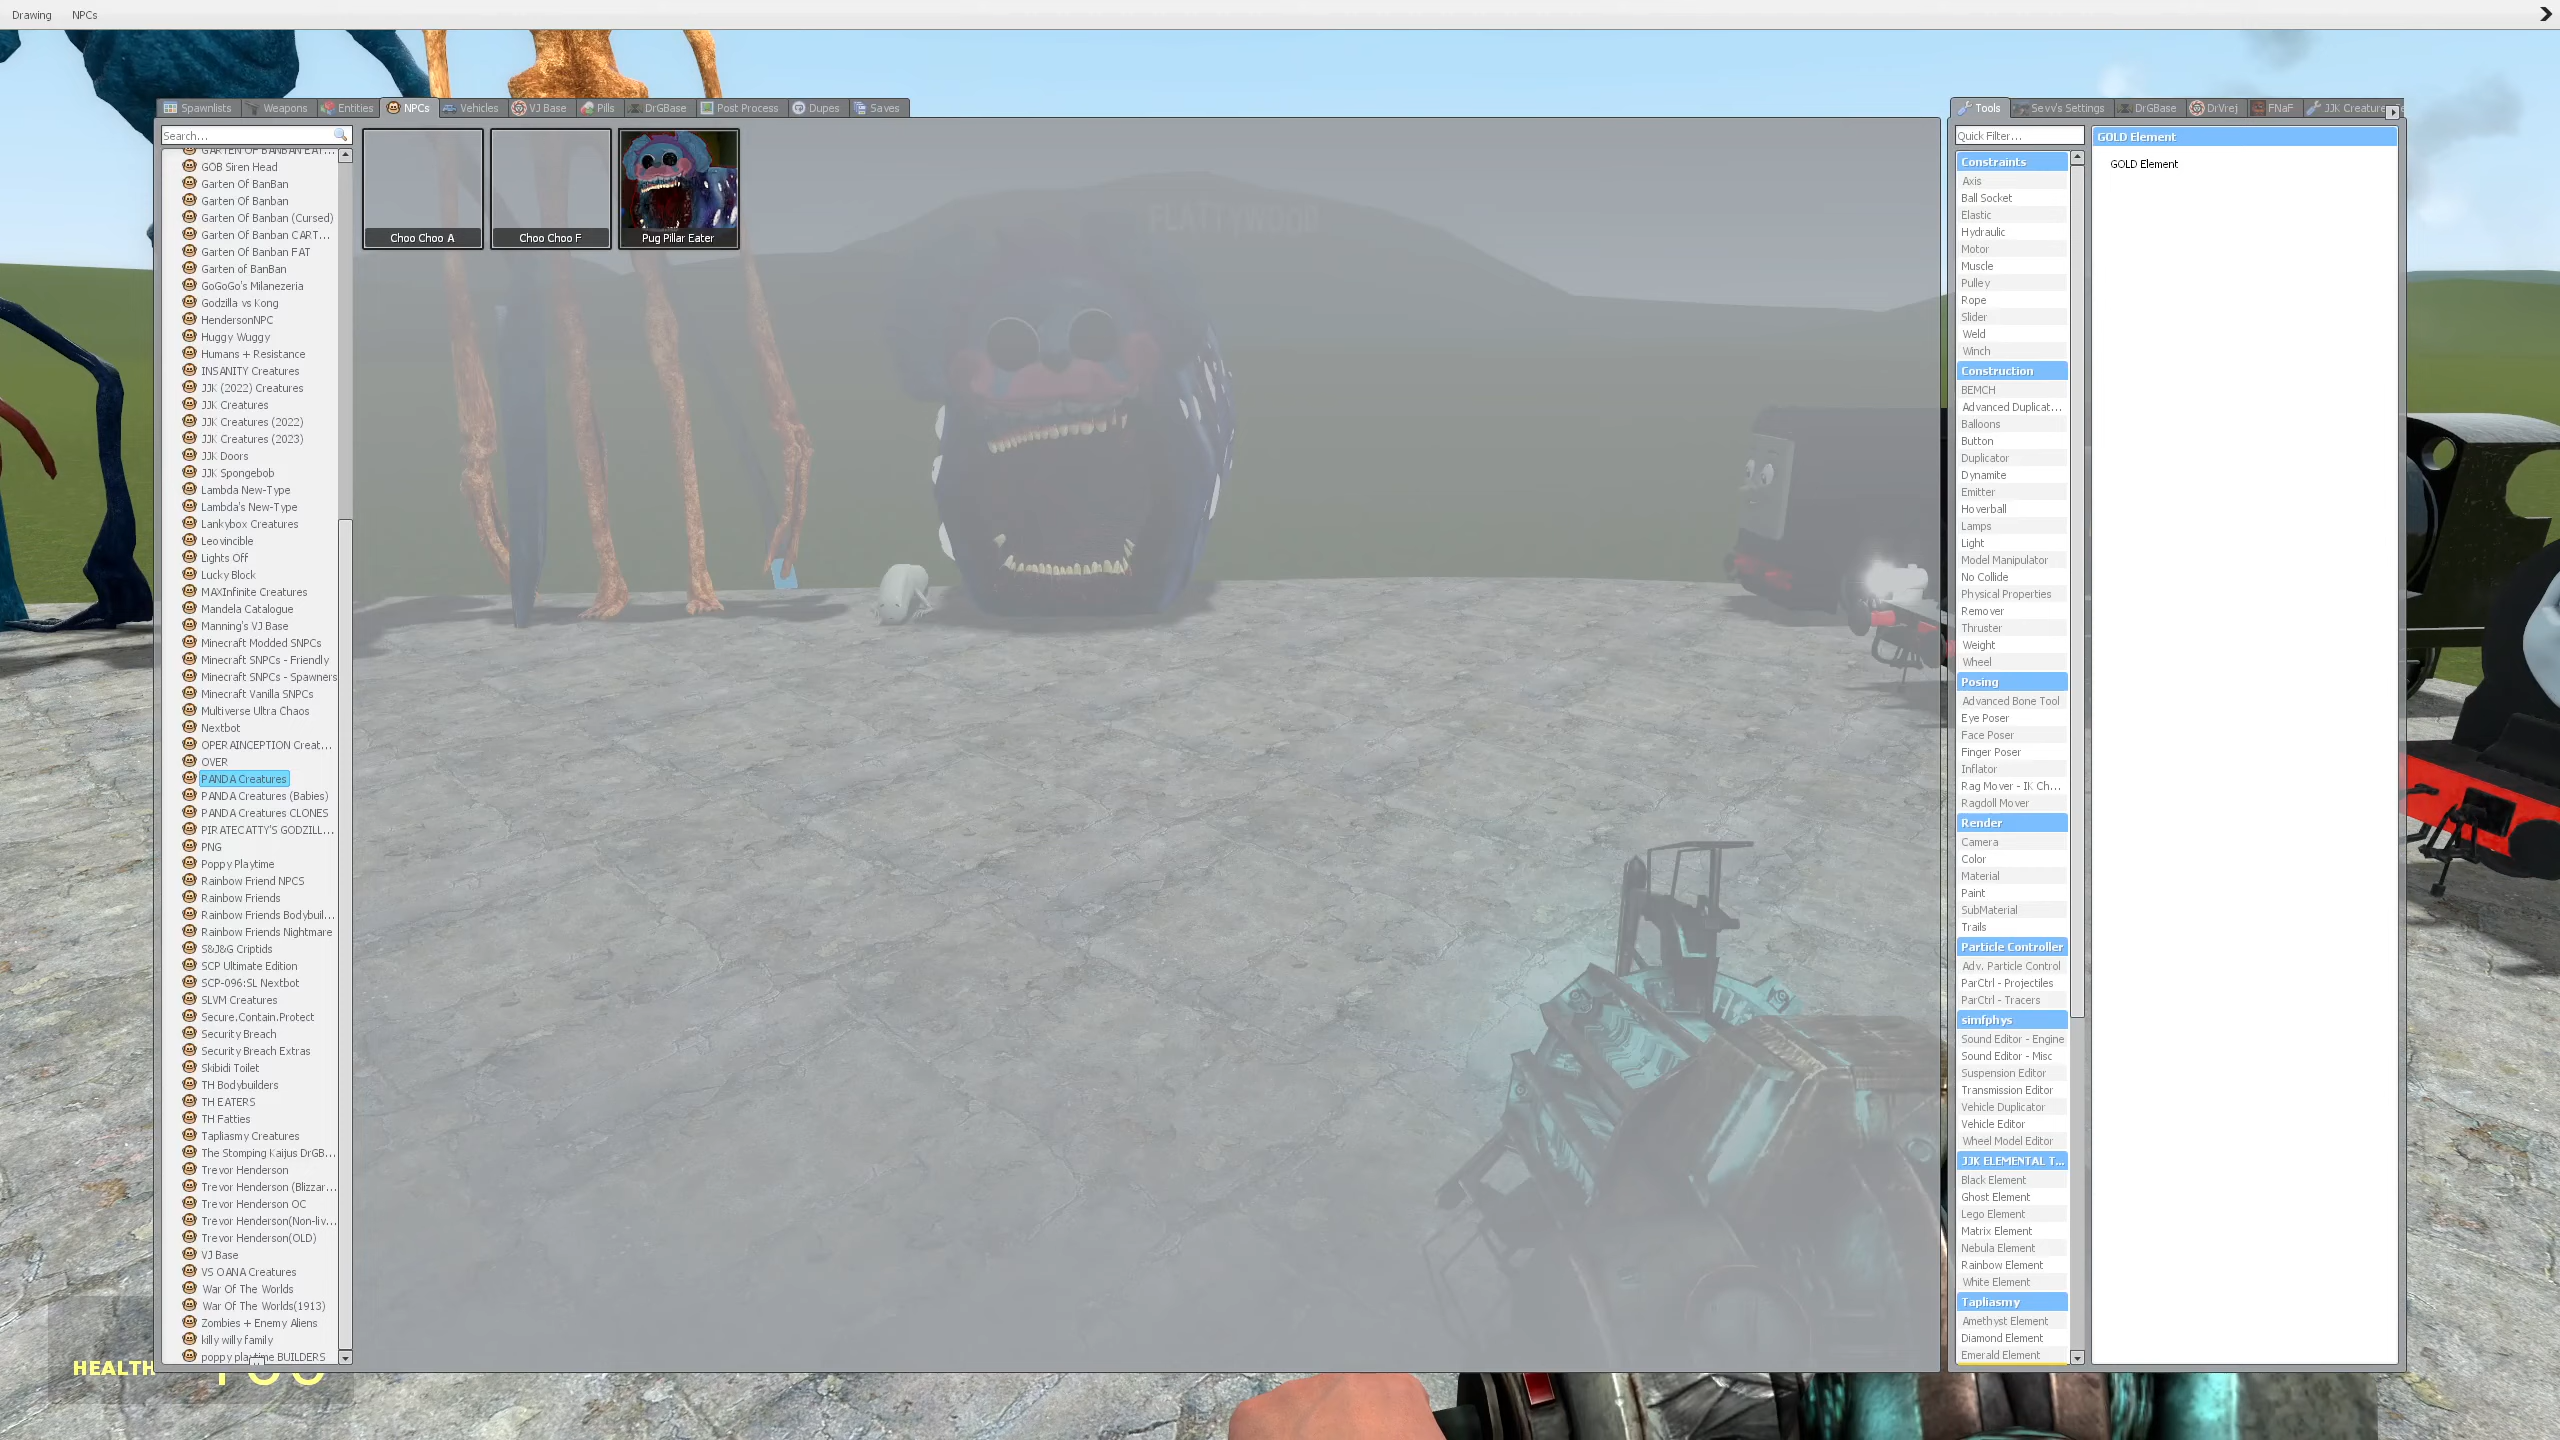 Drawing NPCs
Spawnlists Weapons Entities NPCs Vehicles VJ Base Pills DrGBase Post Process Dupes Saves
Search...
GARTEN OF BANBAN EAT...
GOB Siren Head
Garten Of BanBan
Garten Of Banban
Garten Of Banban (Cursed)
Garten Of Banban CART...
Garten Of Banban FAT
Garten of BanBan
GoGoGo's Milanezeria
Godzilla vs Kong
HendersonNPC
Huggy Wuggy
Humans + Resistance
INSANITY Creatures
JJK (2022) Creatures
JJK Creatures
JJK Creatures (2022)
JJK Creatures (2023)
JJK Doors
JJK Spongebob
Lambda New-Type
Lambda's New-Type
Lankybox Creatures
Leovincible
Lights Off
Lucky Block
MAXInfinite Creatures
Mandela Catalogue
Manning's VJ Base
Minecraft Modded SNPCs
Minecraft SNPCs - Friendly
Minecraft SNPCs - Spawners
Minecraft Vanilla SNPCs
Multiverse Ultra Chaos
Nextbot
OPERAINCEPTION Creat...
OVER
PANDA Creatures
PANDA Creatures (Babies)
PANDA Creatures CLONES
PIRATECATTY'S GODZILL...
PNG
Poppy Playtime
Rainbow Friend NPCS
Rainbow Friends
Rainbow Friends Bodybuil...
Rainbow Friends Nightmare
S&J&G Criptids
SCP Ultimate Edition
SCP-096:SL Nextbot
SLVM Creatures
Secure.Contain.Protect
Security Breach
Security Breach Extras
Skibidi Toilet
TH Bodybuilders
TH EATERS
TH Fatties
Tapliasmy Creatures
The Stomping Kaijus DrGB...
Trevor Henderson
Trevor Henderson (Blizzar...
Trevor Henderson OC
Trevor Henderson(Non-liv...
Trevor Henderson(OLD)
VJ Base
VS OANA Creatures
War Of The Worlds
War Of The Worlds(1913)
Zombies + Enemy Aliens
killy willy family
poppy playtime BUILDERS
Choo Choo A
Choo Choo F
Pug Pillar Eater
FLATTYWOOD
HEALTH 100
Tools Sevv's Settings DrGBase DrVrej FNaF JJK Creature
Quick Filter...
Constraints
Axis
Ball Socket
Elastic
Hydraulic
Motor
Muscle
Pulley
Rope
Slider
Weld
Winch
Construction
BEMCH
Advanced Duplicat...
Balloons
Button
Duplicator
Dynamite
Emitter
Hoverball
Lamps
Light
Model Manipulator
No Collide
Physical Properties
Remover
Thruster
Weight
Wheel
Posing
Advanced Bone Tool
Eye Poser
Face Poser
Finger Poser
Inflator
Rag Mover - IK Ch...
Ragdoll Mover
Render
Camera
Color
Material
Paint
SubMaterial
Trails
Particle Controller
Adv. Particle Control
ParCtrl - Projectiles
ParCtrl - Tracers
simfphys
Sound Editor - Engine
Sound Editor - Misc
Suspension Editor
Transmission Editor
Vehicle Duplicator
Vehicle Editor
Wheel Model Editor
JJK ELEMENTAL T...
Black Element
Ghost Element
Lego Element
Matrix Element
Nebula Element
Rainbow Element
White Element
Tapliasmy
Amethyst Element
Diamond Element
Emerald Element
GOLD Element
GOLD Element